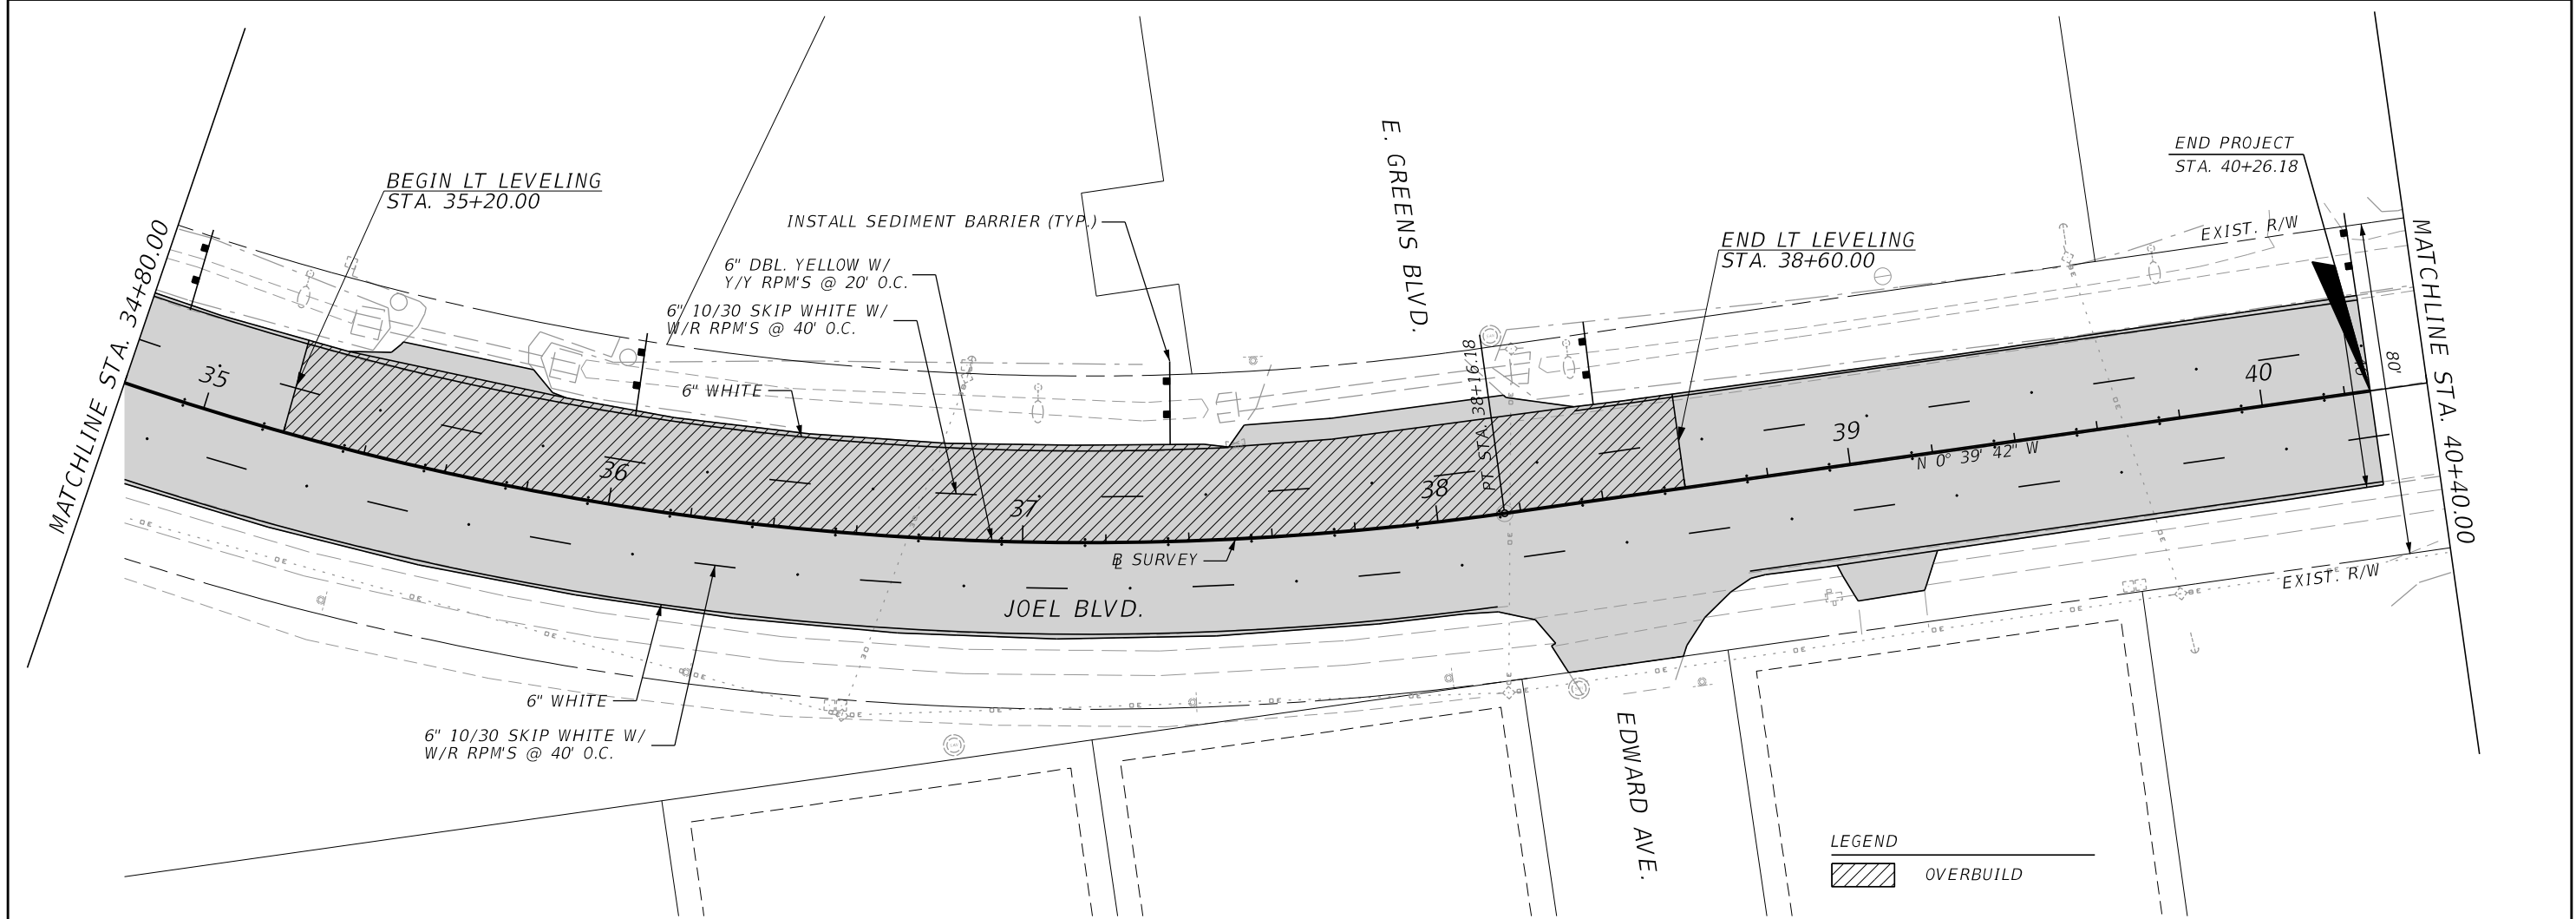 MATCHLINE STA. 34+80.00
BEGIN LT LEVELING
STA. 35+20.00
INSTALL SEDIMENT BARRIER (TYP.)
6" DBL. YELLOW W/
Y/Y RPM'S @ 20' O.C.
6" 10/30 SKIP WHITE W/
W/R RPM'S @ 40' O.C.
6" WHITE
E. GREENS BLVD.
PT STA. 38+16.18
END LT LEVELING
STA. 38+60.00
END PROJECT
STA. 40+26.18
EXIST. R/W
80'
MATCHLINE STA. 40+40.00
35
36
37
38
39
40
N 0° 39' 42" W
SURVEY
JOEL BLVD.
EXIST. R/W
6" WHITE
6" 10/30 SKIP WHITE W/
W/R RPM'S @ 40' O.C.
EDWARD AVE.
LEGEND
OVERBUILD